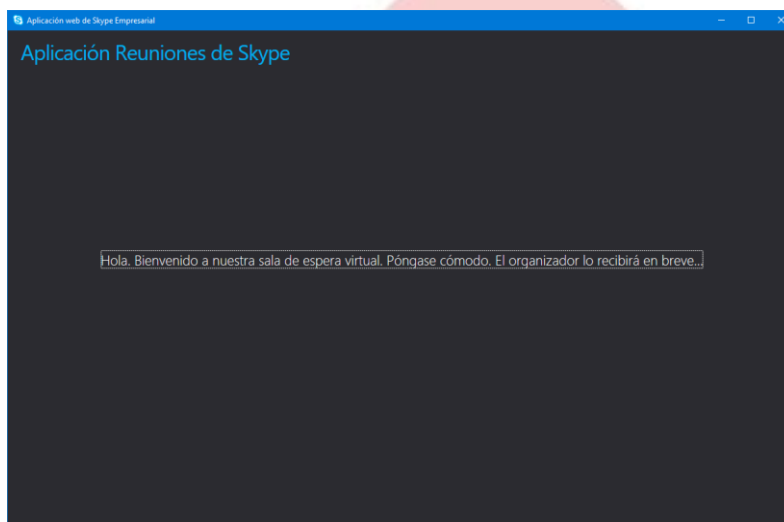 Aplicación web de Skype Empresarial
Aplicación Reuniones de Skype
Hola. Bienvenido a nuestra sala de espera virtual. Póngase cómodo. El organizador lo recibirá en breve...